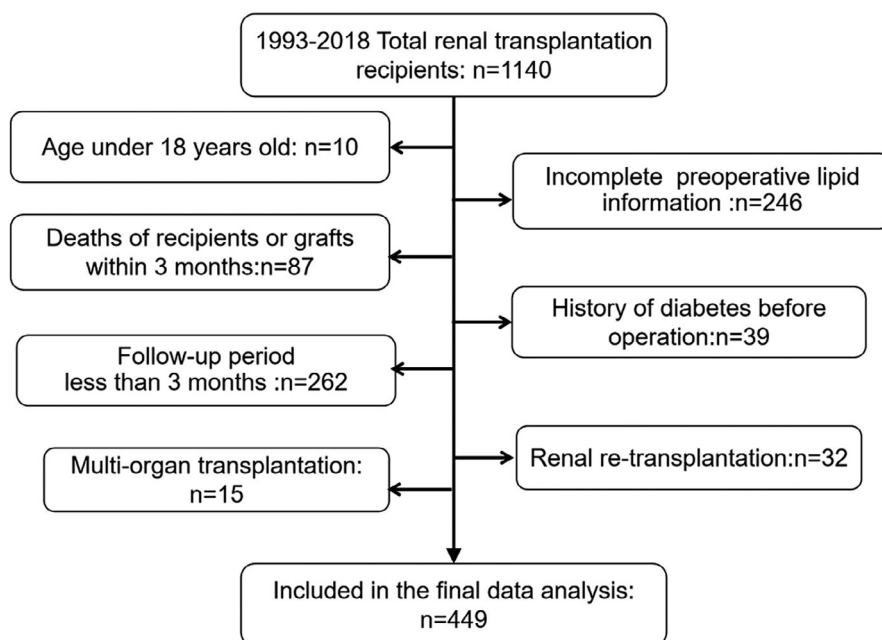 1993-2018 Total renal transplantation
recipients: n=1140
Age under 18 years old: n=10
Incomplete preoperative lipid
information :n=246
Deaths of recipients or grafts
within 3 months:n=87
History of diabetes before
operation:n=39
Follow-up period
less than 3 months :n=262
Renal re-transplantation:n=32
Multi-organ transplantation:
n=15
Included in the final data analysis:
n=449